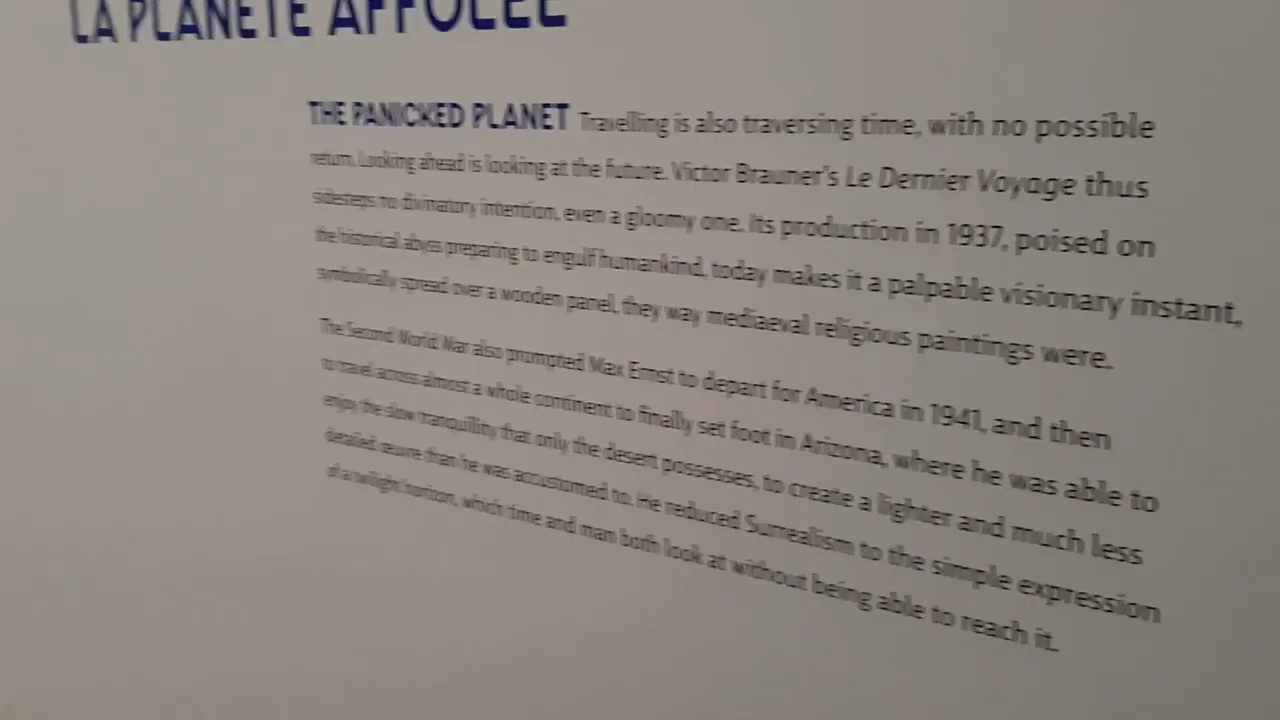 LA PLANÈTE AFFOLÉE
THE PANICKED PLANET Travelling is also traversing time, with no possible
return. Looking ahead is looking at the future. Victor Brauner's Le Dernier Voyage thus
sidesteps no divinatory intention, even a gloomy one. Its production in 1937, poised on
the historical abyss preparing to engulf humankind, today makes it a palpable visionary instant,
symbolically spread over a wooden panel, they way mediaeval religious paintings were.
The Second World War also prompted Max Ernst to depart for America in 1941, and then
to travel across almost a whole continent to finally set foot in Arizona, where he was able to
enjoy the slow tranquillity that only the desert possesses, to create a lighter and much less
detailed œuvre than he was accustomed to. He reduced Surrealism to the simple expression
of a twilight horizon, which time and man both look at without being able to reach it.